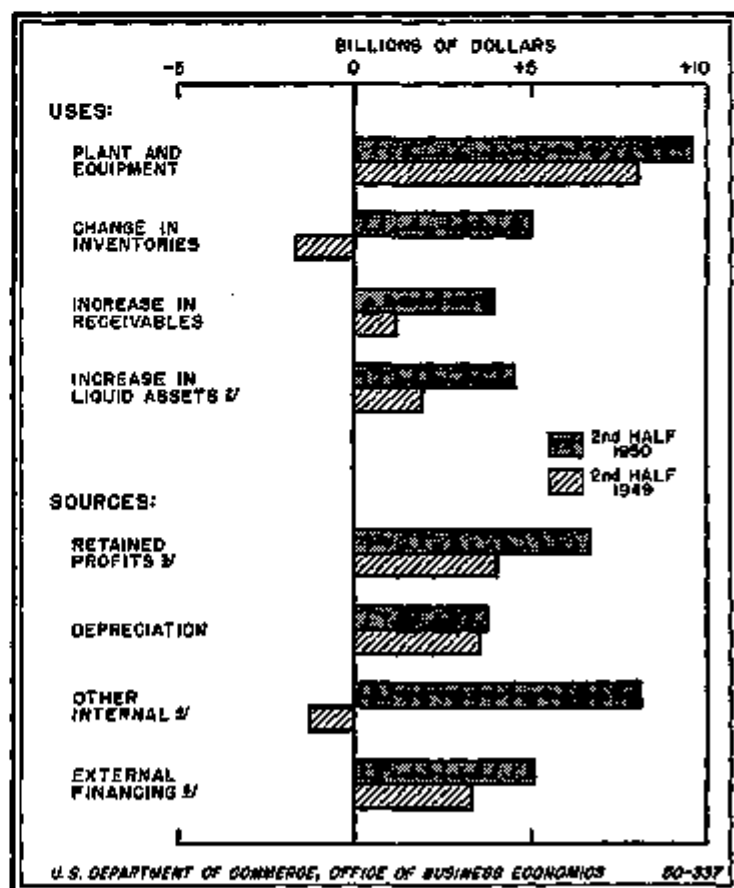 BILLIONS OF DOLLARS
-5 0 +5 +10
USES:
PLANT AND
EQUIPMENT
CHANGE IN
INVENTORIES
INCREASE IN
RECEIVABLES
INCREASE IN
LIQUID ASSETS
2nd HALF
1950
2nd HALF
1949
SOURCES:
RETAINED
PROFITS
DEPRECIATION
OTHER
INTERNAL
EXTERNAL
FINANCING
U.S. DEPARTMENT OF COMMERCE, OFFICE OF BUSINESS ECONOMICS 50-337